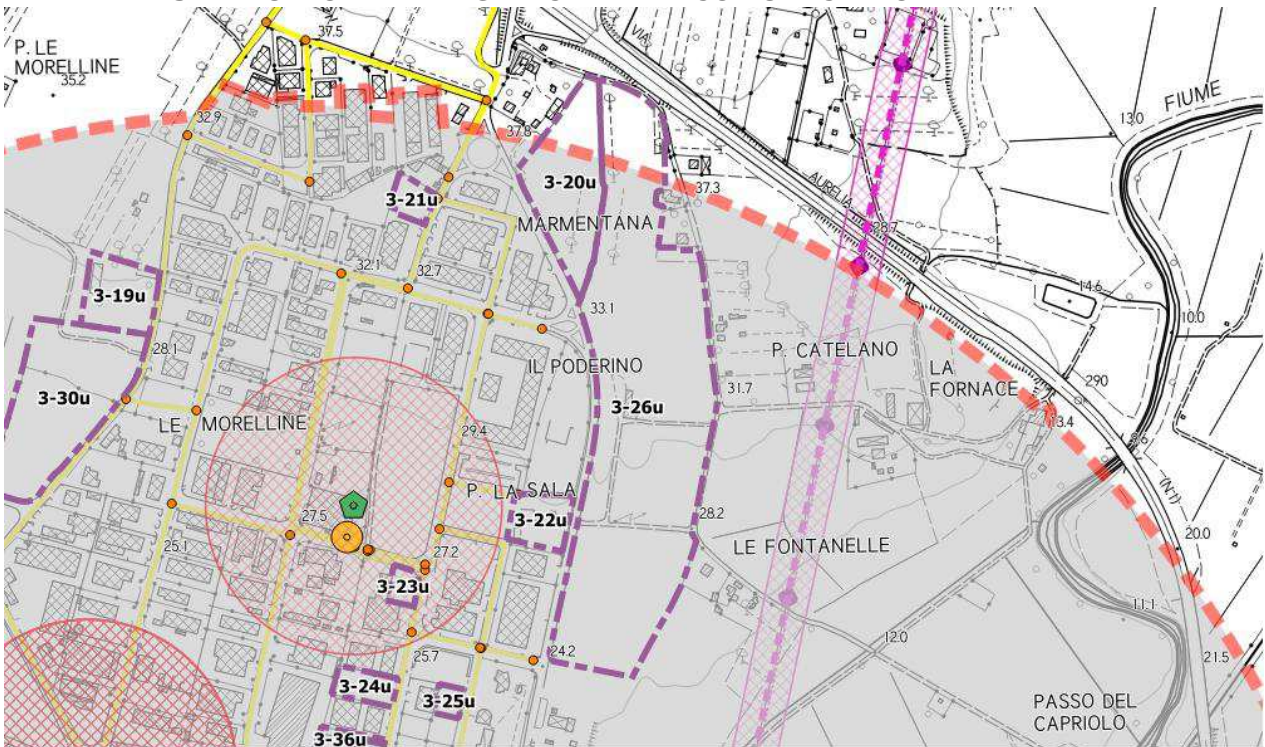 37.5
P. LE
MORELLINE
35.2
VIA
FIUME
13.0
32.9
37.8
3-20u
37.3
AURELIA
3-21u
MARMENTANA
28.7
32.1
32.7
14.6
3-19u
33.1
10.0
28.1
P. CATELANO
IL PODERINO
LA
FORNACE
290
31.7
3-30u
3-26u
LE MORELLINE
29.4
13.4
8.6
P. LA SALA
(N.1)
27.5
3-22u
28.2
20.0
25.1
27.2
LE FONTANELLE
3-23u
11.1
12.0
25.7
24.2
21.5
3-24u
3-25u
PASSO DEL
CAPRIOLO
3-36u